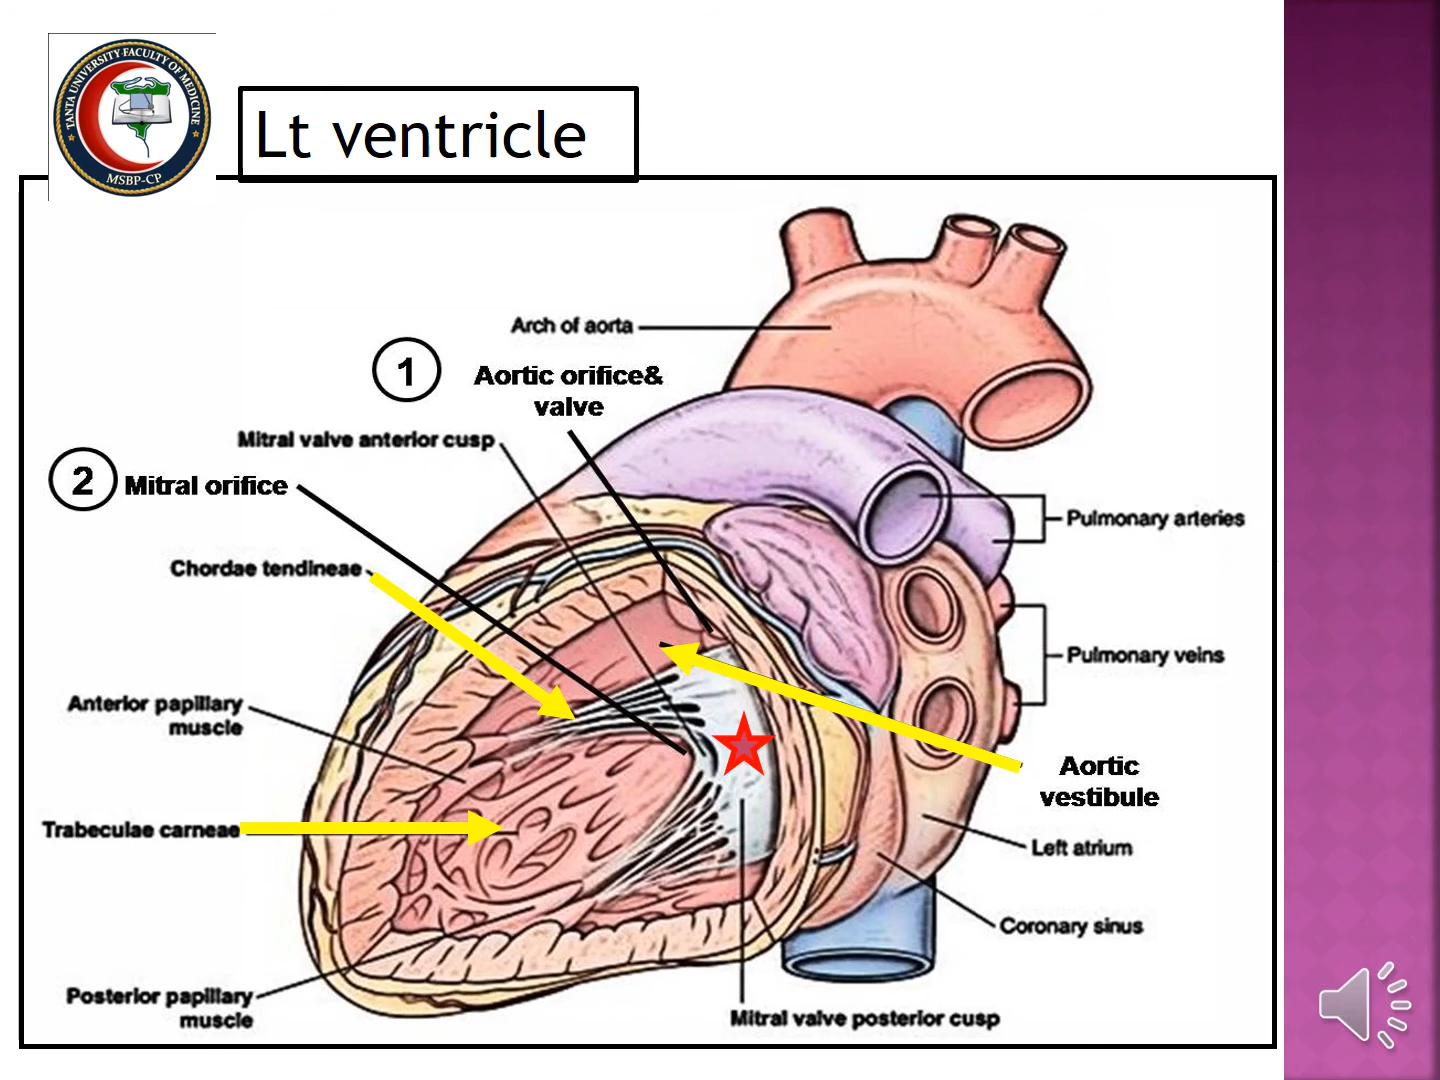 TANTA UNIVERSITY-FACULTY OF MEDICINE
MSBP-CP
Lt ventricle
Arch of aorta
1
Aortic orifice&
valve
Mitral valve anterior cusp
2 Mitral orifice
Chordae tendineae
Anterior papillary
muscle
Trabeculae carneae
Posterior papillary
muscle
Pulmonary arteries
Pulmonary veins
Aortic
vestibule
Left atrium
Coronary sinus
Mitral valve posterior cusp